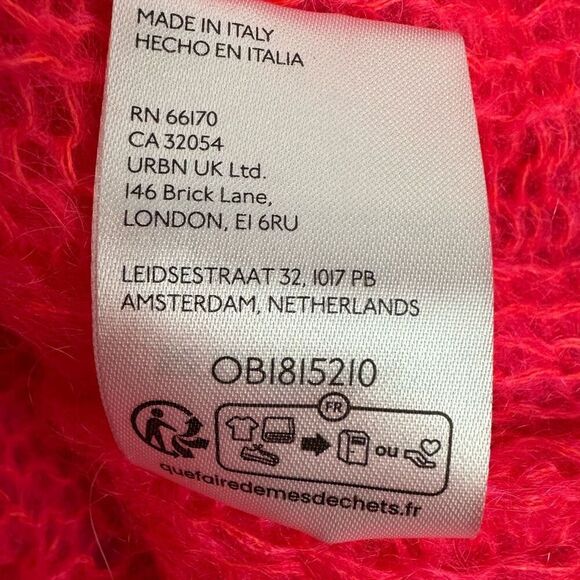 MADE IN ITALY
HECHO EN ITALIA
RN 66170
CA 32054
URBN UK Ltd.
146 Brick Lane,
LONDON, E1 6RU
LEIDSESTRAAT 32, 1017 PB
AMSTERDAM, NETHERLANDS
OB1815210
FR
ou
quefairedemesdechets.fr